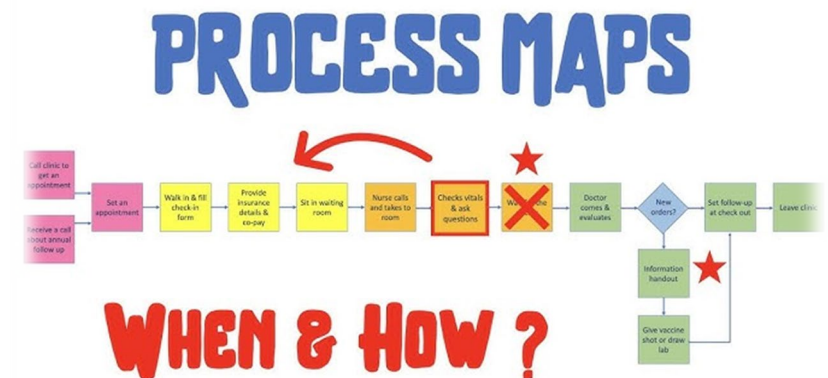 PROCESS MAPS
Call clinic to
get an
appointment
Receive a call
about annual
follow up
Set an
appointment
Walk in & fill
check-in
form
Provide
insurance
details &
co-pay
Sit in waiting
room
Nurse calls
and takes to
room
Checks vitals
& ask
questions
the
Doctor
comes &
evaluates
New
orders?
Set follow-up
at check out
Leave clinic
Information
handout
Give vaccine
shot or draw
lab
WHEN & HOW ?